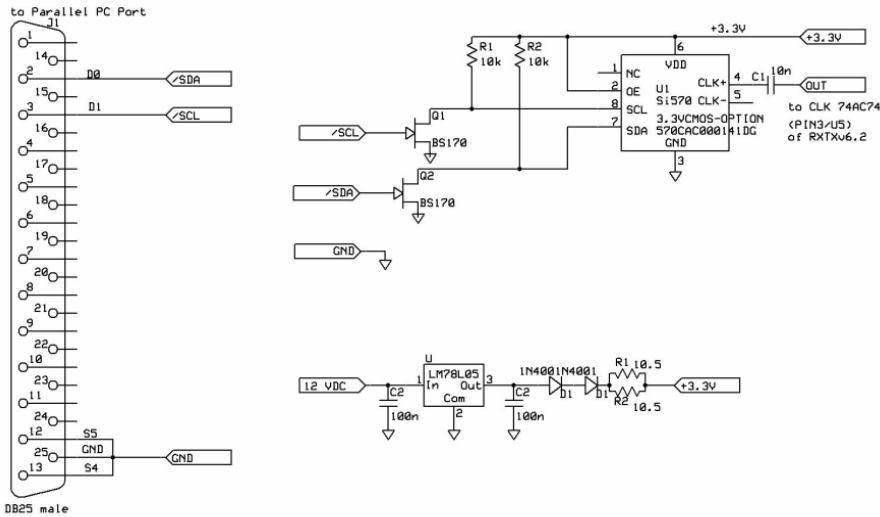 to Parallel PC Port
J1
1
14
2 D0 /SDA
15
3 D1 /SCL
16
4
17
5
18
6
19
7
20
8
21
9
22
10
23
11
24
12 S5
25 GND GND
13 S4
DB25 male
+3.3V
+3.3V
R1
10k
R2
10k
6
VDD
1 NC
2 OE
U1
Si570
8 SCL
7 SDA
3.3VCMOS-OPTION
570CAC000141DG
GND
3
CLK+ 4
CLK- 5
C1 10n
OUT
to CLK 74AC74
(PIN3/U5)
of RXTXv6.2
/SCL
Q1
BS170
/SDA
Q2
BS170
GND
12 VDC
C2
100n
U
LM78L05
1 In Out 3
Com
2
C2
100n
1N4001 1N4001
D1 D1
R1 10.5
R2 10.5
+3.3V